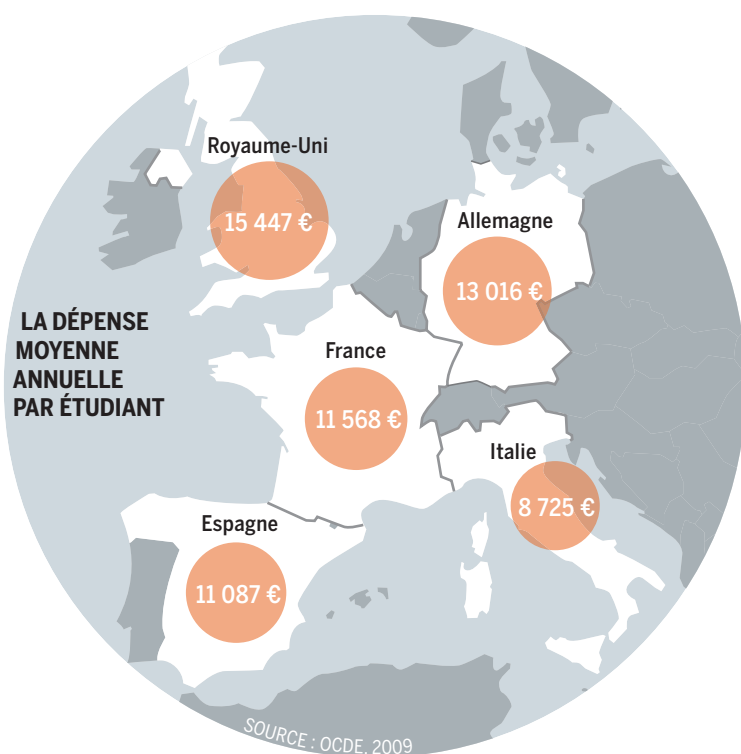 Royaume-Uni
15 447 €
Allemagne
13 016 €
LA DÉPENSE
MOYENNE
ANNUELLE
PAR ÉTUDIANT
France
11 568 €
Italie
8 725 €
Espagne
11 087 €
SOURCE : OCDE, 2009